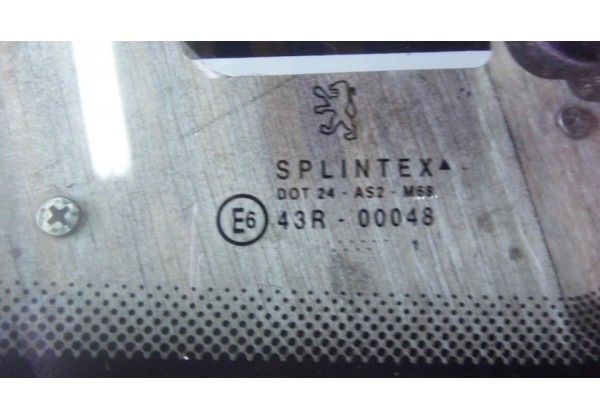 SPLINTEX
DOT 24 - AS2 - M68
E6 43R - 00048